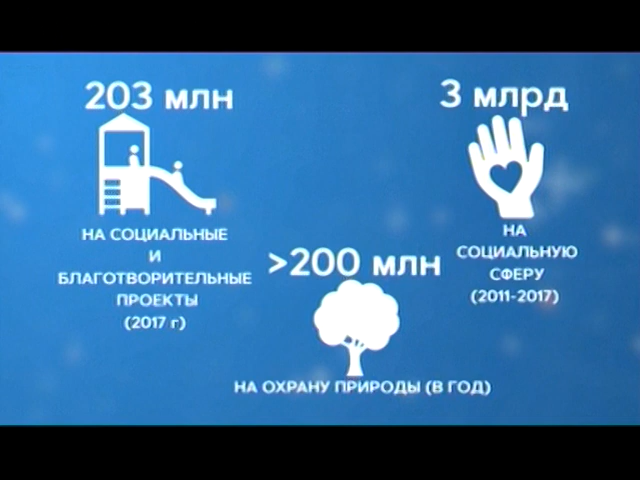 203 млн
НА СОЦИАЛЬНЫЕ
И
БЛАГОТВОРИТЕЛЬНЫЕ
ПРОЕКТЫ
(2017 г)
3 млрд
НА
СОЦИАЛЬНУЮ
СФЕРУ
(2011-2017)
>200 млн
НА ОХРАНУ ПРИРОДЫ (В ГОД)